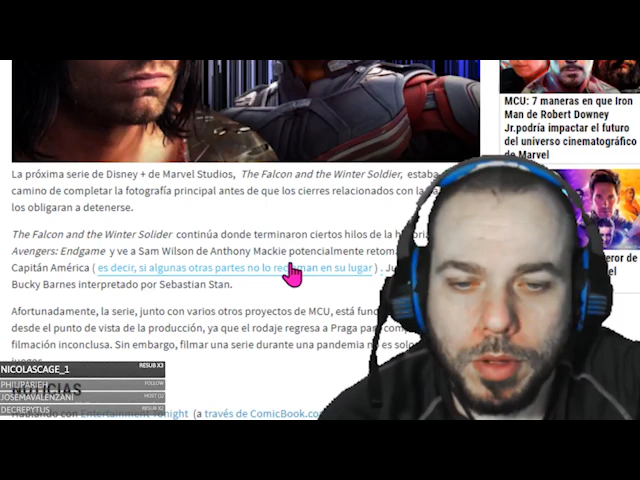 La próxima serie de Disney + de Marvel Studios, The Falcon and the Winter Soldier, estaba
camino de completar la fotografía principal antes de que los cierres relacionados con la
los obligaran a detenerse.
The Falcon and the Winter Solider continúa donde terminaron ciertos hilos de la
Avengers: Endgame y ve a Sam Wilson de Anthony Mackie potencialmente
Capitán América ( es decir, si algunas otras partes no lo en su lugar ) .
Bucky Barnes interpretado por Sebastian Stan.
Afortunadamente, la serie, junto con varios otros proyectos de MCU, está
desde el punto de vista de la producción, ya que el rodaje regresa a Praga
filmación inconclusa. Sin embargo, filmar una serie durante una pandemia no es
NOTICIAS
NICOLASCAGE_1 RESUB X3
FOLLOW
JOSEMAVALENZANI HOST (1)
DECREPYTUS RESUB X2
Entertainment Tonight (a través de ComicBook.co
MCU: 7 maneras en que Iron
Man de Robert Downey
Jr.podría impactar el futuro
del universo cinematográfico
de Marvel